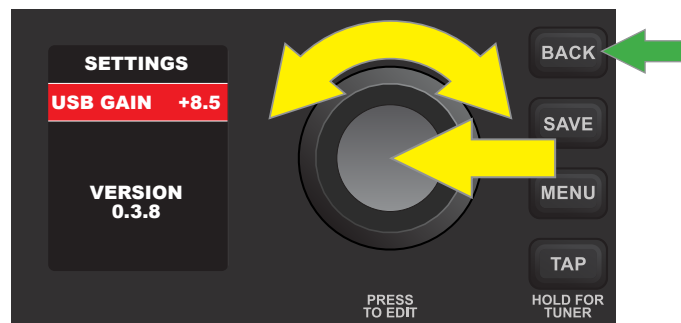 SETTINGS
USB GAIN +8.5
VERSION
0.3.8
BACK
SAVE
MENU
TAP
PRESS
TO EDIT
HOLD FOR
TUNER